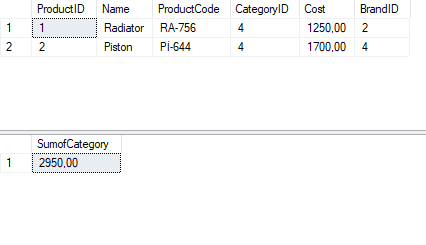 ProductID Name ProductCode CategoryID Cost BrandID
1 1 Radiator RA-756 4 1250,00 2
2 2 Piston Pİ-644 4 1700,00 4
SumofCategory
1 2950,00